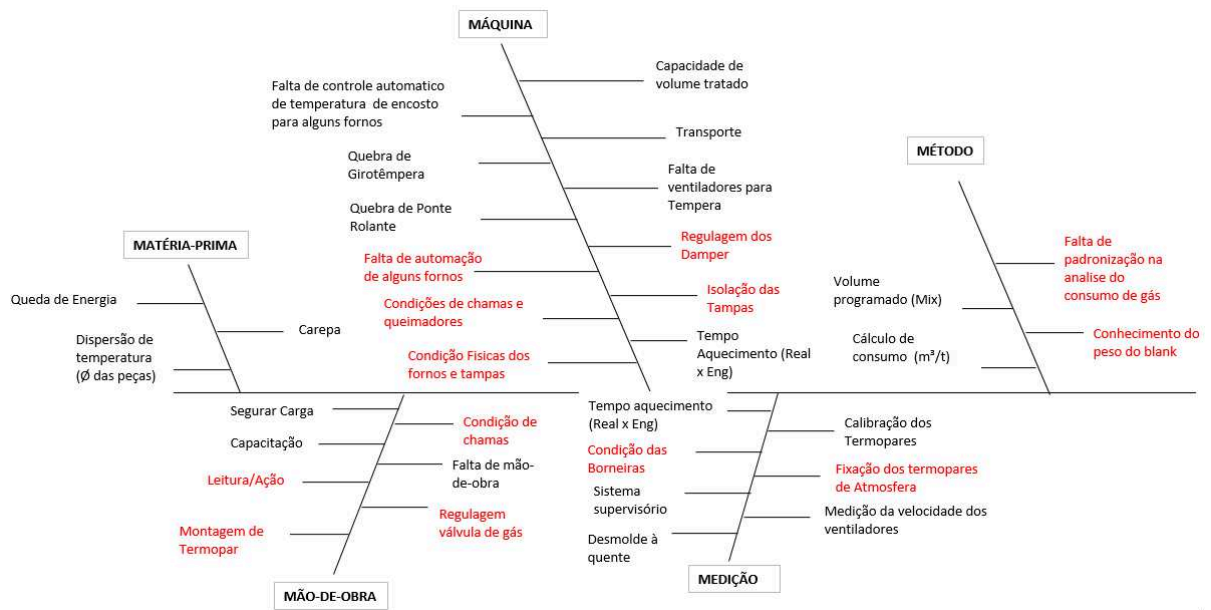 MÁQUINA
Capacidade de
volume tratado
Falta de controle automatico
de temperatura de encosto
para alguns fornos
Transporte
Quebra de
Girotêmpera
Falta de
ventiladores para
Tempera
Quebra de Ponte
Rolante
Regulagem dos
Damper
Falta de automação
de alguns fornos
Isolação das
Tampas
Condições de chamas e
queimadores
Tempo
Aquecimento (Real
x Eng)
Condição Fisicas dos
fornos e tampas
MÉTODO
Falta de
padronização na
analise do
consumo de gás
Volume
programado (Mix)
Conhecimento do
peso do blank
Cálculo de
consumo (m³/t)
MATÉRIA-PRIMA
Queda de Energia
Carepa
Dispersão de
temperatura
(Ø das peças)
Segurar Carga
Condição de
chamas
Capacitação
Falta de mão-
de-obra
Leitura/Ação
Regulagem
válvula de gás
Montagem de
Termopar
MÃO-DE-OBRA
Tempo aquecimento
(Real x Eng)
Calibração dos
Termopares
Condição das
Borneiras
Fixação dos termopares
de Atmosfera
Sistema
supervisório
Medição da velocidade dos
ventiladores
Desmolde à
quente
MEDIÇÃO